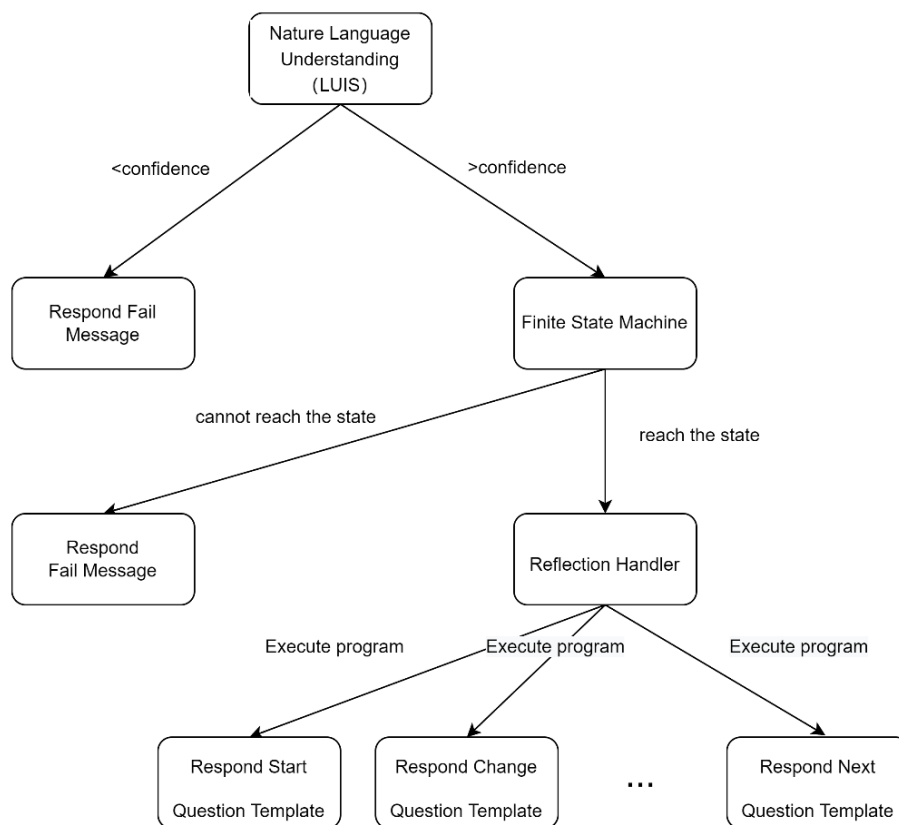 Nature Language
Understanding
(LUIS)
<confidence
>confidence
Respond Fail
Message
Finite State Machine
cannot reach the state
reach the state
Respond
Fail Message
Reflection Handler
Execute program
Execute program
Execute program
Respond Start
Question Template
Respond Change
Question Template
...
Respond Next
Question Template